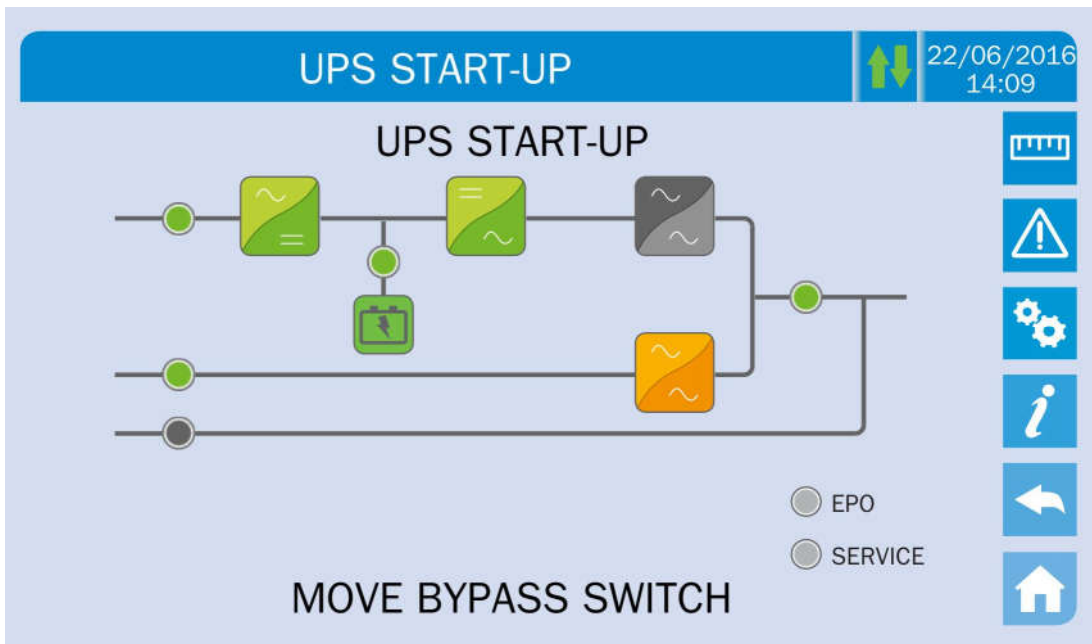 UPS START-UP
22/06/2016
14:09
UPS START-UP
EPO
SERVICE
MOVE BYPASS SWITCH